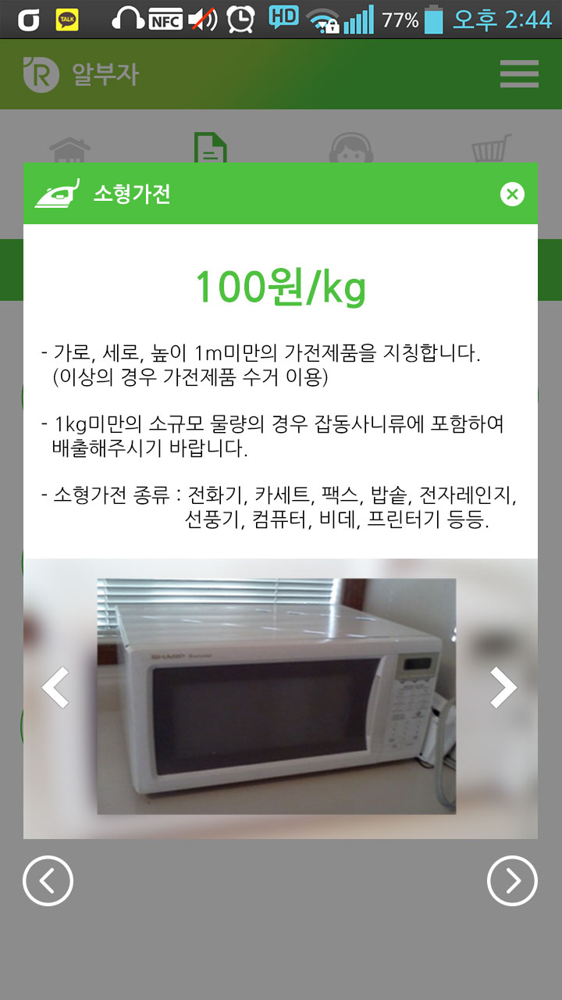 TALK NFC HD 77% 오후 2:44
R 알부자
소형가전
100원/kg
- 가로, 세로, 높이 1m미만의 가전제품을 지칭합니다.
(이상의 경우 가전제품 수거 이용)
- 1kg미만의 소규모 물량의 경우 잡동사니류에 포함하여
배출해주시기 바랍니다.
- 소형가전 종류 : 전화기, 카세트, 팩스, 밥솥, 전자레인지,
선풍기, 컴퓨터, 비데, 프린터기 등등.
SHARP